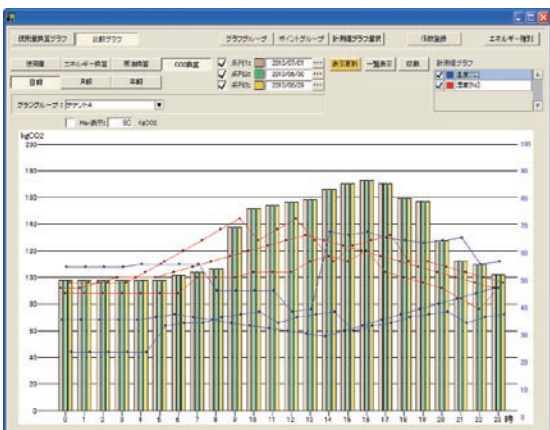 使用量換算グラフ 比較グラフ グラフグループ ポイントグループ 計測値グラフ選択 係数登録 エネルギー種別
使用量 エネルギー換算 原油換算 CO2換算 系列1: 2013/07/01 表示更新 一覧表示 印刷 計測値グラフ
系列2: 2013/06/30 温度[℃]
日報 月報 年報 系列3: 2013/06/29 湿度[%]
グラフグループ: テナントA
Max表示: kgCO2
kgCO2
200 100
180 90
160 80
140 70
120 60
100 50
80 40
60 30
40 20
20 10
0 0
0 1 2 3 4 5 6 7 8 9 10 11 12 13 14 15 16 17 18 19 20 21 22 23 時